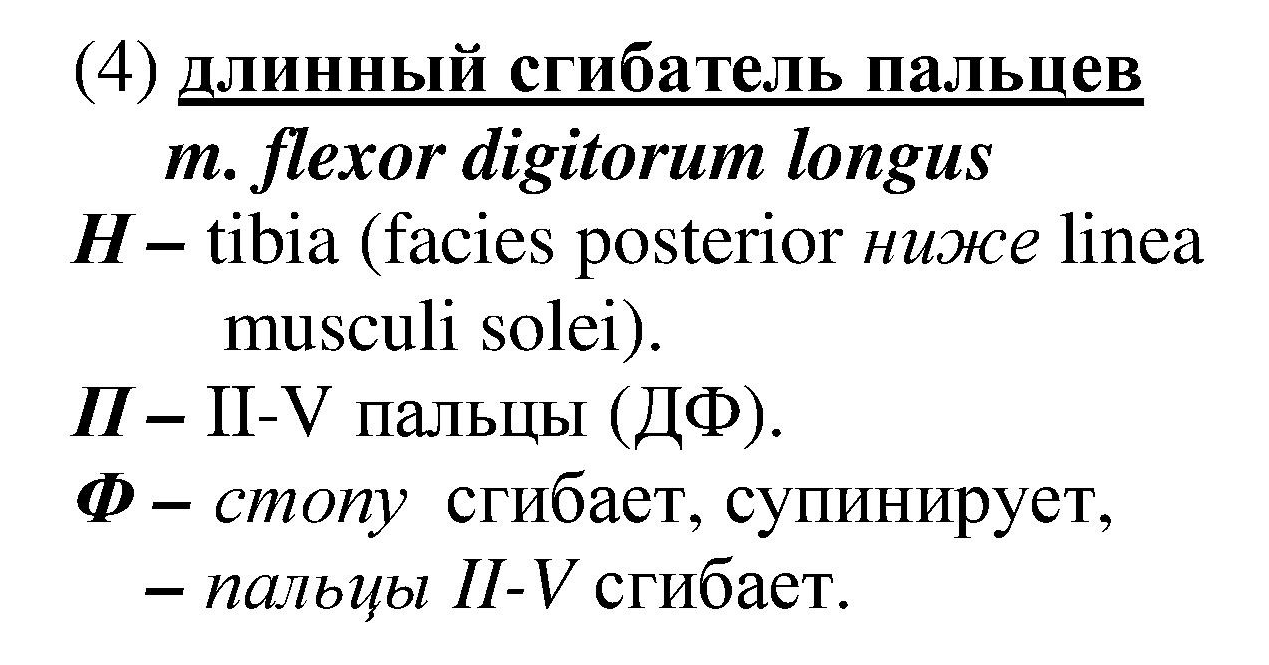 (4) длинный сгибатель пальцев
m. flexor digitorum longus
Н – tibia (facies posterior ниже linea
musculi solei).
П – II-V пальцы (ДФ).
Ф – стопу сгибает, супинирует,
– пальцы II-V сгибает.